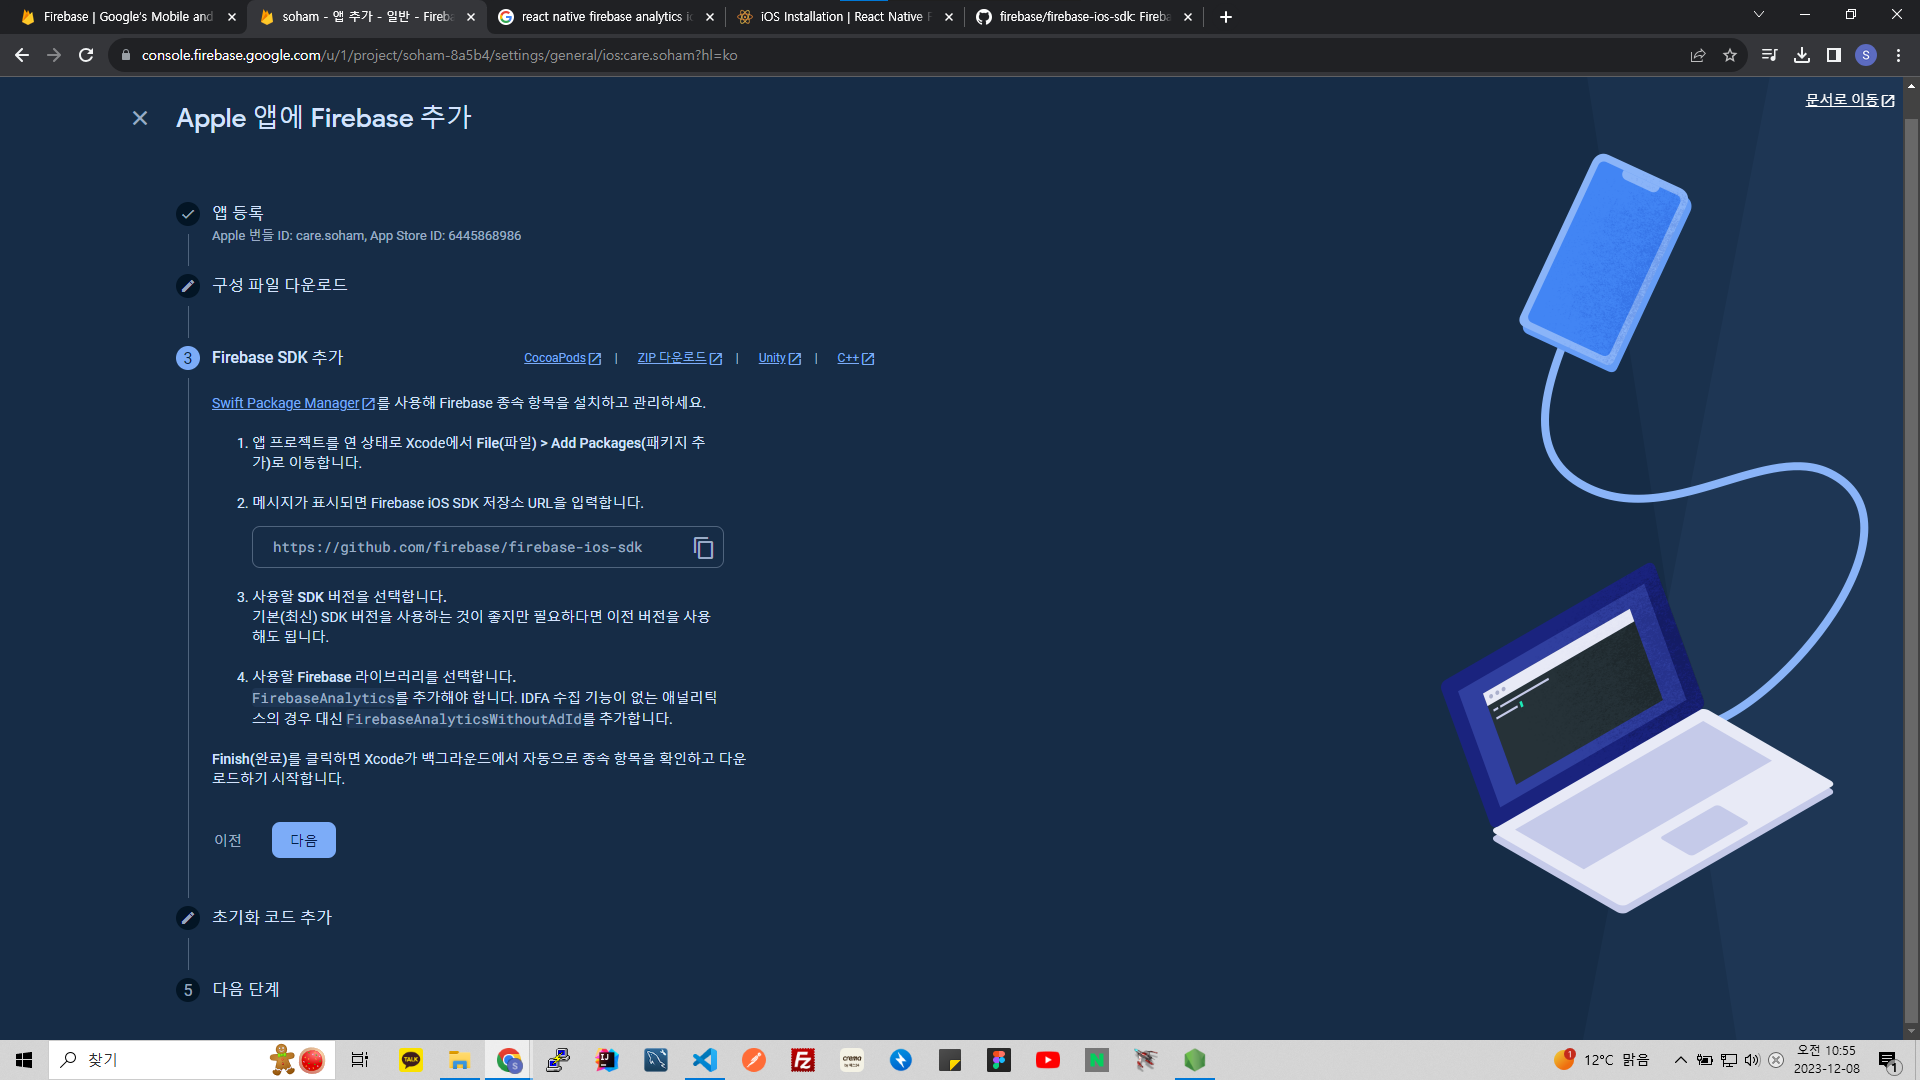 Firebase | Google's Mobile and
soham - 앱 추가 - 일반 - Fireba
react native firebase analytics io
iOS Installation | React Native F
firebase/firebase-ios-sdk: Fireba
console.firebase.google.com/u/1/project/soham-8a5b4/settings/general/ios:care.soham?hl=ko
S
Apple 앱에 Firebase 추가
문서로 이동
앱 등록
Apple 번들 ID: care.soham, App Store ID: 6445868986
구성 파일 다운로드
3 Firebase SDK 추가
CocoaPods | ZIP 다운로드 | Unity | C++
Swift Package Manager를 사용해 Firebase 종속 항목을 설치하고 관리하세요.
1. 앱 프로젝트를 연 상태로 Xcode에서 File(파일) > Add Packages(패키지 추
가)로 이동합니다.
2. 메시지가 표시되면 Firebase iOS SDK 저장소 URL을 입력합니다.
https://github.com/firebase/firebase-ios-sdk
3. 사용할 SDK 버전을 선택합니다.
기본(최신) SDK 버전을 사용하는 것이 좋지만 필요하다면 이전 버전을 사용
해도 됩니다.
4. 사용할 Firebase 라이브러리를 선택합니다.
FirebaseAnalytics를 추가해야 합니다. IDFA 수집 기능이 없는 애널리틱
스의 경우 대신 FirebaseAnalyticsWithoutAdId를 추가합니다.
Finish(완료)를 클릭하면 Xcode가 백그라운드에서 자동으로 종속 항목을 확인하고 다운
로드하기 시작합니다.
이전
다음
초기화 코드 추가
5 다음 단계
찾기
TALK
S
IJ
Fz
crema
N
1
12°C 맑음
오전 10:55
2023-12-08
1